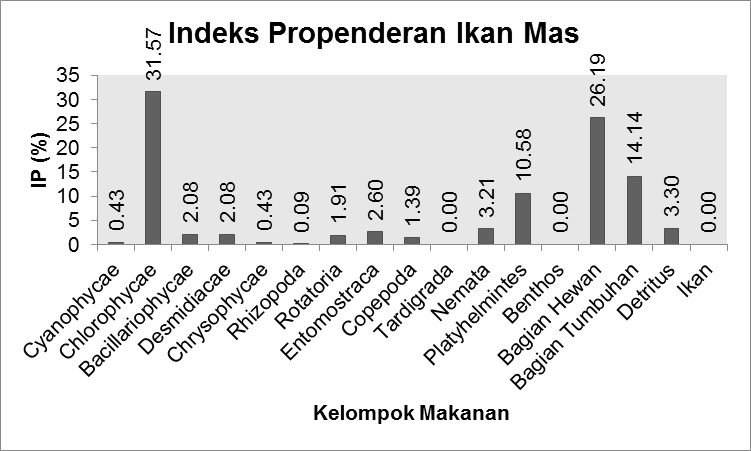 Indeks Propenderan Ikan Mas
IP (%)
35
30
25
20
15
10
5
0
0.43
31.57
2.08
2.08
0.43
0.09
1.91
2.60
1.39
0.00
3.21
10.58
0.00
26.19
14.14
3.30
0.00
Cyanophycae
Chlorophycae
Bacillariophycae
Desmidiacae
Chrysophycae
Rhizopoda
Rotatoria
Entomostraca
Copepoda
Tardigrada
Nemata
Platyhelmintes
Benthos
Bagian Hewan
Bagian Tumbuhan
Detritus
Ikan
Kelompok Makanan